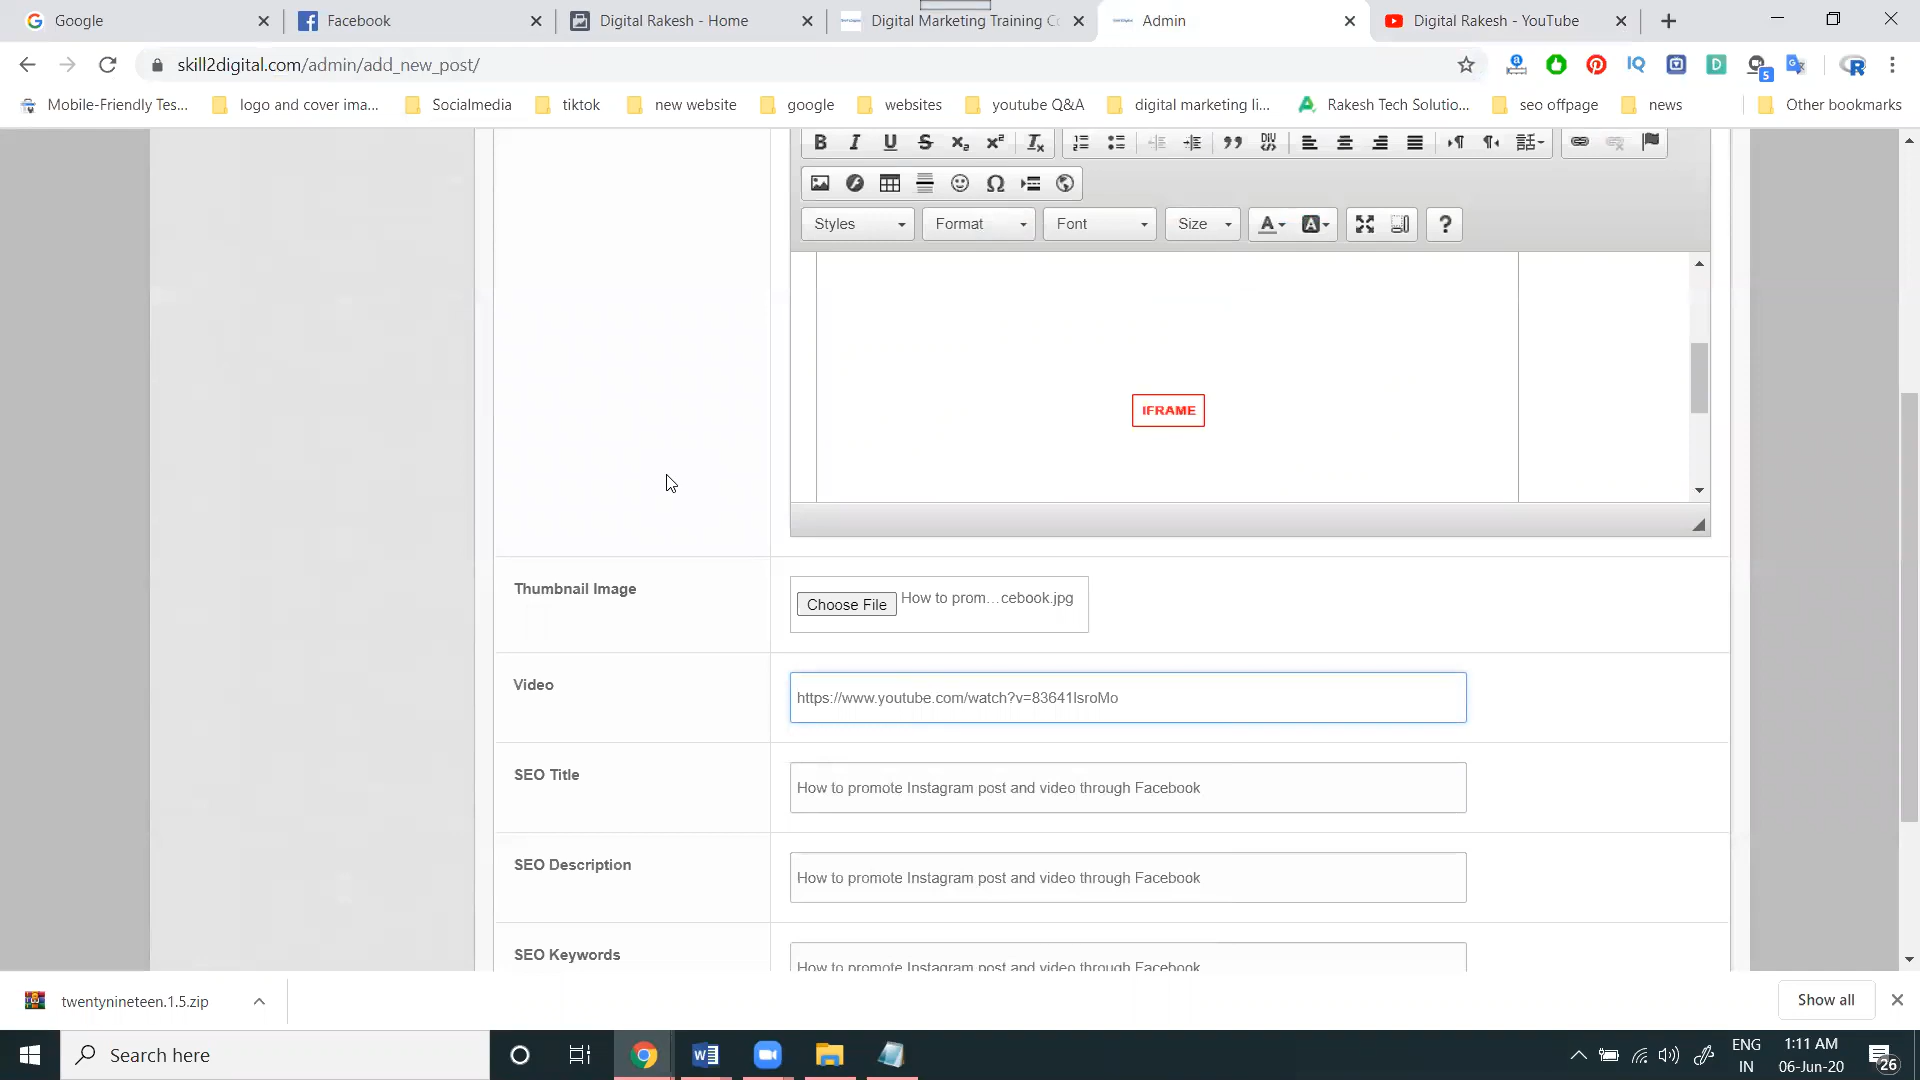 Google
Facebook
Digital Rakesh - Home
Digital Marketing Training Co
Admin
Digital Rakesh - YouTube
skill2digital.com/admin/add_new_post/
Mobile-Friendly Tes...
logo and cover ima...
Socialmedia
tiktok
new website
google
websites
youtube Q&A
digital marketing li...
Rakesh Tech Solutio...
seo offpage
news
Other bookmarks
Styles
Format
Font
Size
IFRAME
Thumbnail Image
Choose File How to prom...cebook.jpg
Video
https://www.youtube.com/watch?v=83641lsroMo
SEO Title
How to promote Instagram post and video through Facebook
SEO Description
How to promote Instagram post and video through Facebook
SEO Keywords
How to promote Instagram post and video through Facebook
twentynineteen.1.5.zip
Show all
Search here
ENG
IN
1:11 AM
06-Jun-20
26